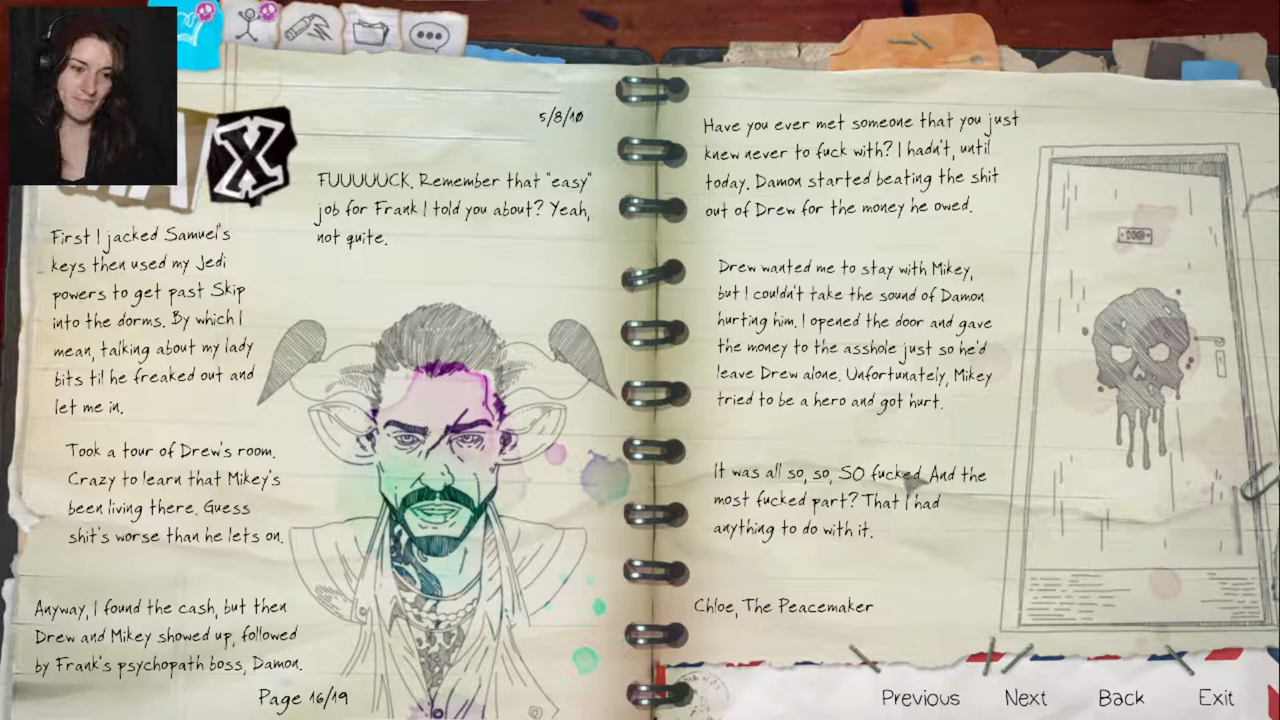 X
5/8/10
FUUUUUCK. Remember that "easy"
job for Frank I told you about? Yeah,
not quite.
First I jacked Samuel's
keys then used my Jedi
powers to get past Skip
into the dorms. By which I
mean, talking about my lady
bits til he freaked out and
let me in.
Took a tour of Drew's room.
Crazy to learn that Mikey's
been living there. Guess
shit's worse than he lets on.
Anyway, I found the cash, but then
Drew and Mikey showed up, followed
by Frank's psychopath boss, Damon.
Page 16/19
Have you ever met someone that you just
knew never to fuck with? I hadn't, until
today. Damon started beating the shit
out of Drew for the money he owed.
Drew wanted me to stay with Mikey,
but I couldn't take the sound of Damon
hurting him. I opened the door and gave
the money to the asshole just so he'd
leave Drew alone. Unfortunately, Mikey
tried to be a hero and got hurt.
It was all so, so, SO fucked. And the
most fucked part? That I had
anything to do with it.
Chloe, The Peacemaker
Previous Next Back Exit